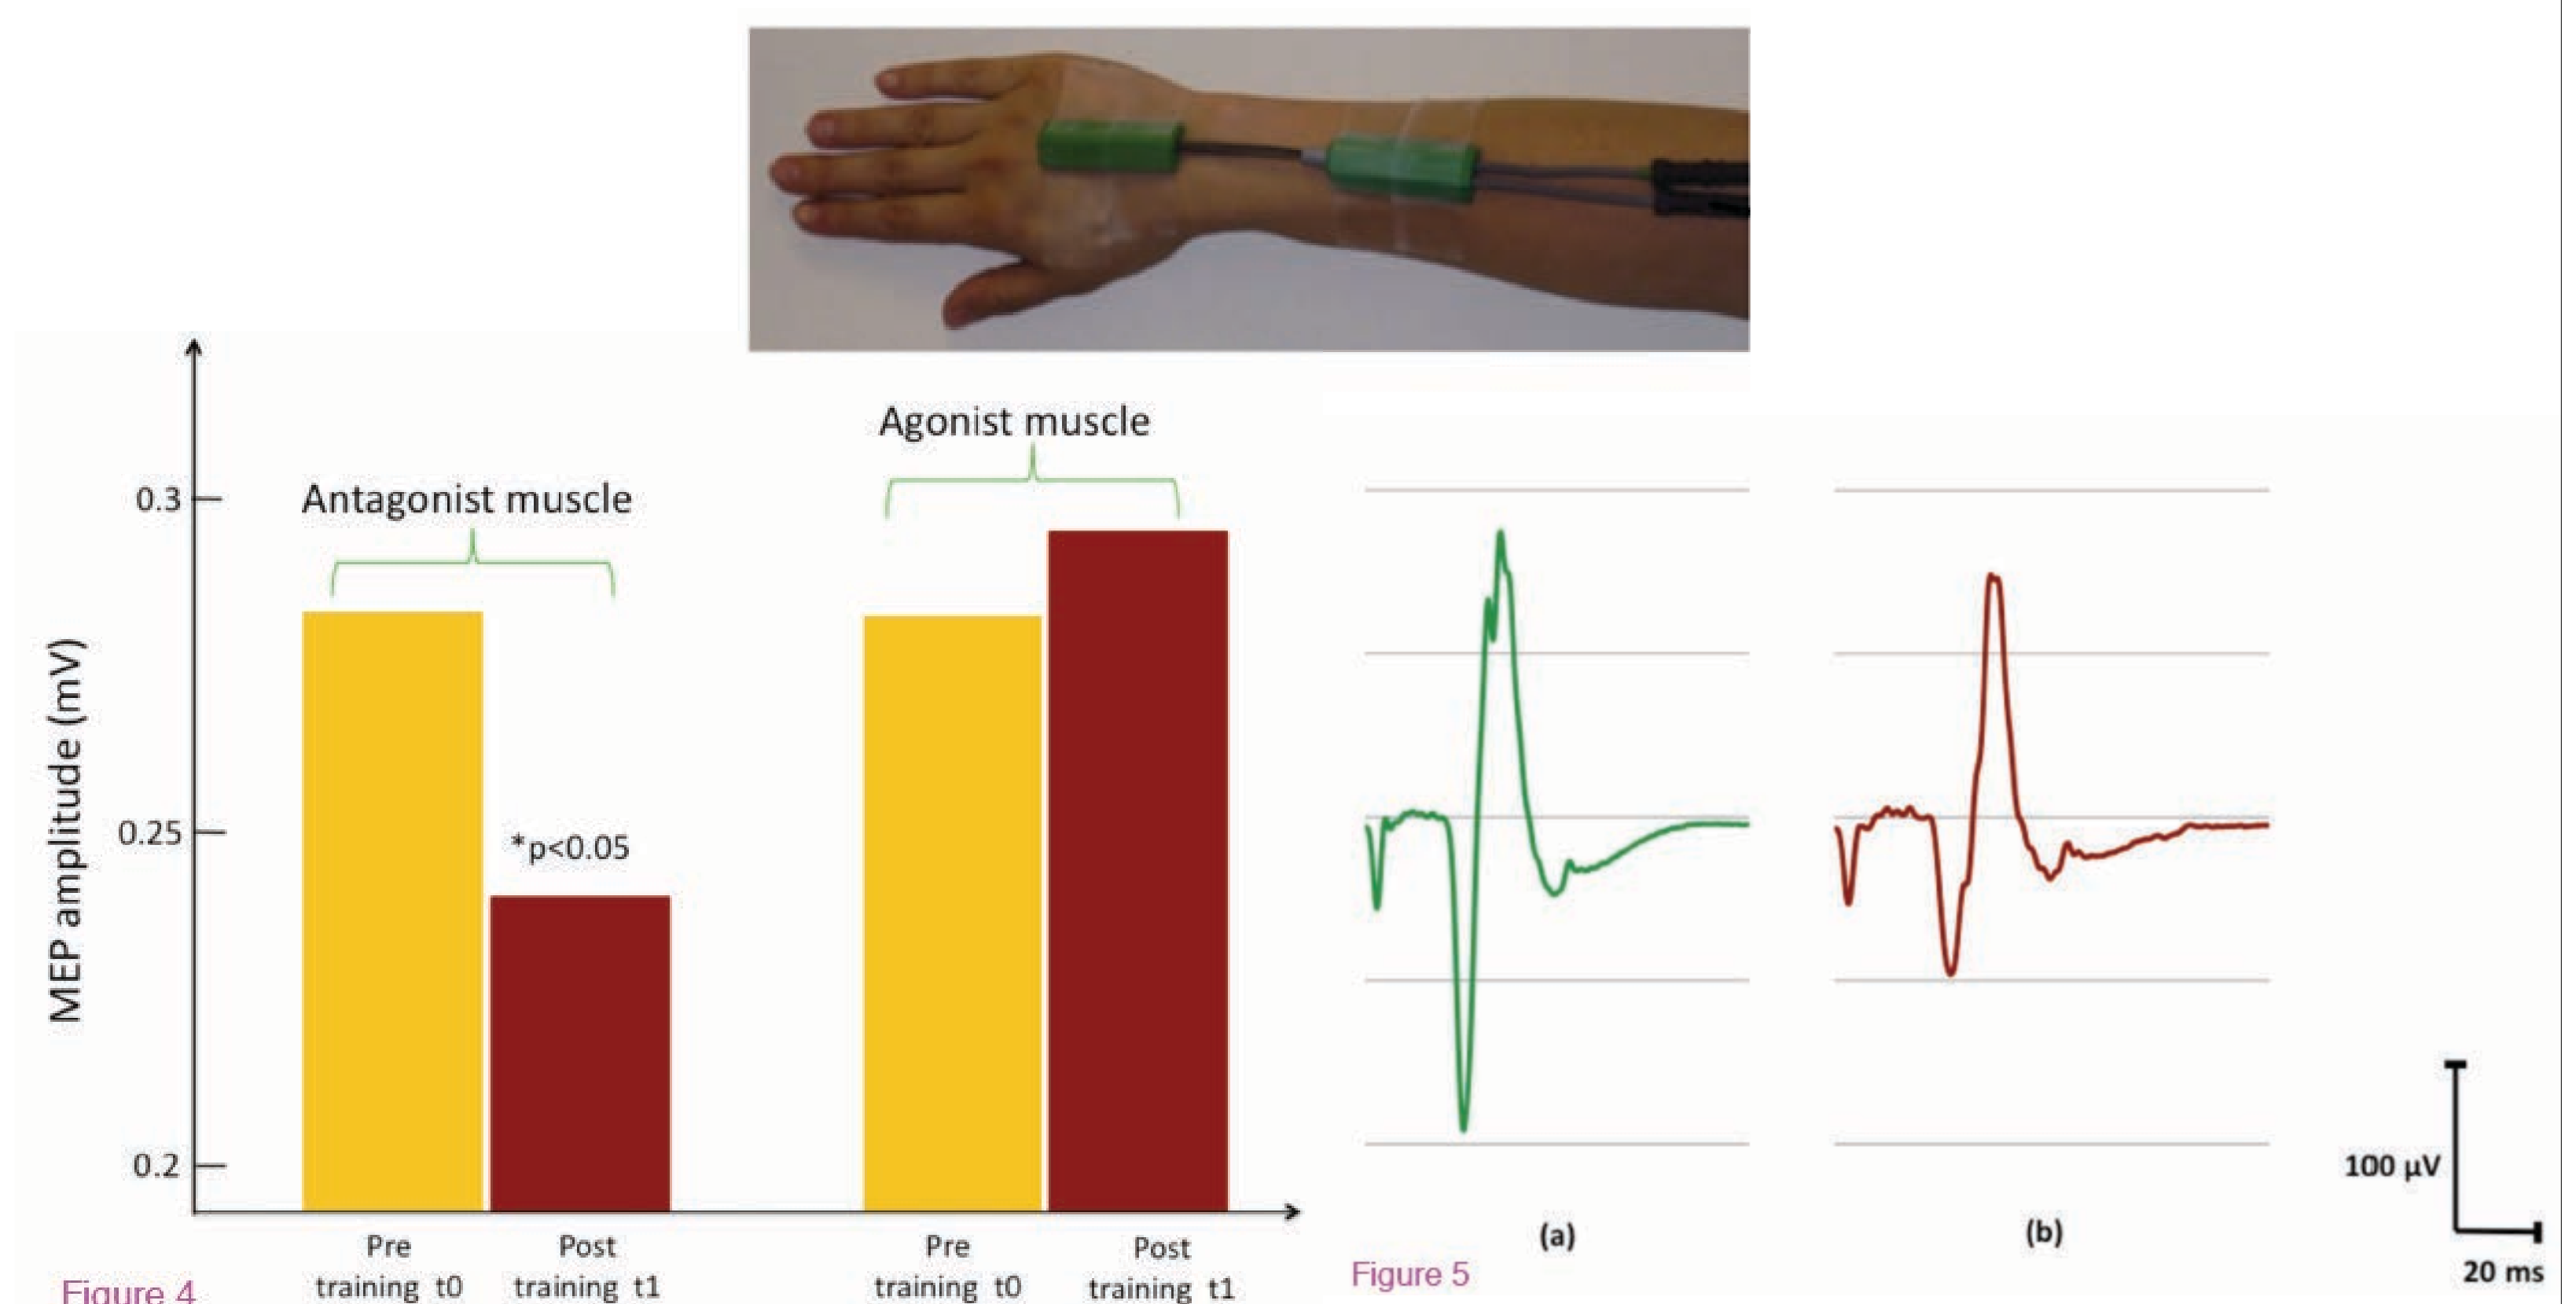 Agonist muscle
Antagonist muscle
0.3
0.25
0.2
MEP amplitude (mV)
*p<0.05
Pre
training t0
Post
training t1
Pre
training t0
Post
training t1
Figure 4
(a)
(b)
100 µV
20 ms
Figure 5